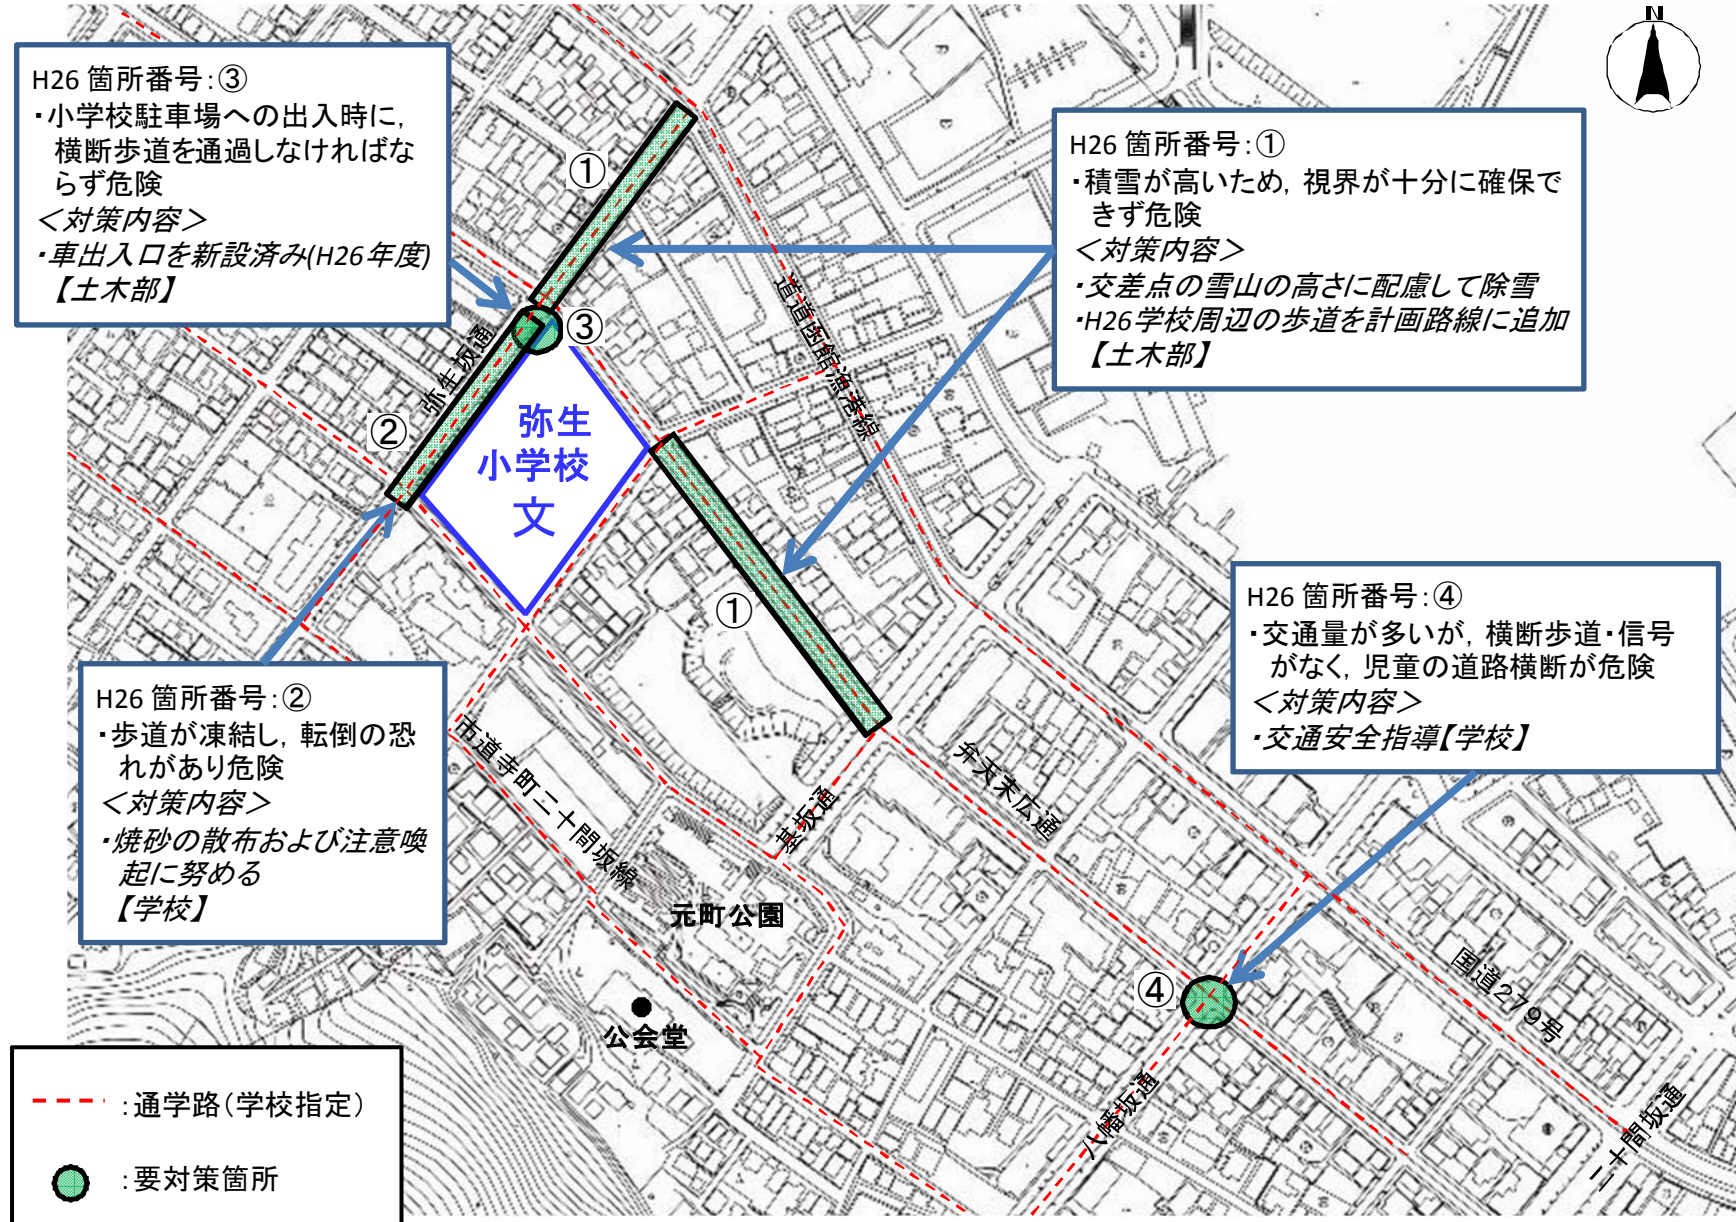 N
H26 箇所番号:③
・小学校駐車場への出入時に,
横断歩道を通過しなければな
らず危険
<対策内容>
・車出入口を新設済み(H26年度)
【土木部】
H26 箇所番号:①
・積雪が高いため, 視界が十分に確保で
きず危険
<対策内容>
・交差点の雪山の高さに配慮して除雪
・H26学校周辺の歩道を計画路線に追加
【土木部】
①
③
②
弥生坂通
道道函館漁港線
弥生
小学校
文
①
H26 箇所番号:④
・交通量が多いが, 横断歩道・信号
がなく, 児童の道路横断が危険
<対策内容>
・交通安全指導【学校】
H26 箇所番号:②
・歩道が凍結し, 転倒の恐
れがあり危険
<対策内容>
・焼砂の散布および注意喚
起に努める
【学校】
市道寺町二十間坂線
基坂通
弁天末広通
元町公園
公会堂
④
国道279号
八幡坂通
二十間坂通
:通学路(学校指定)
:要対策箇所